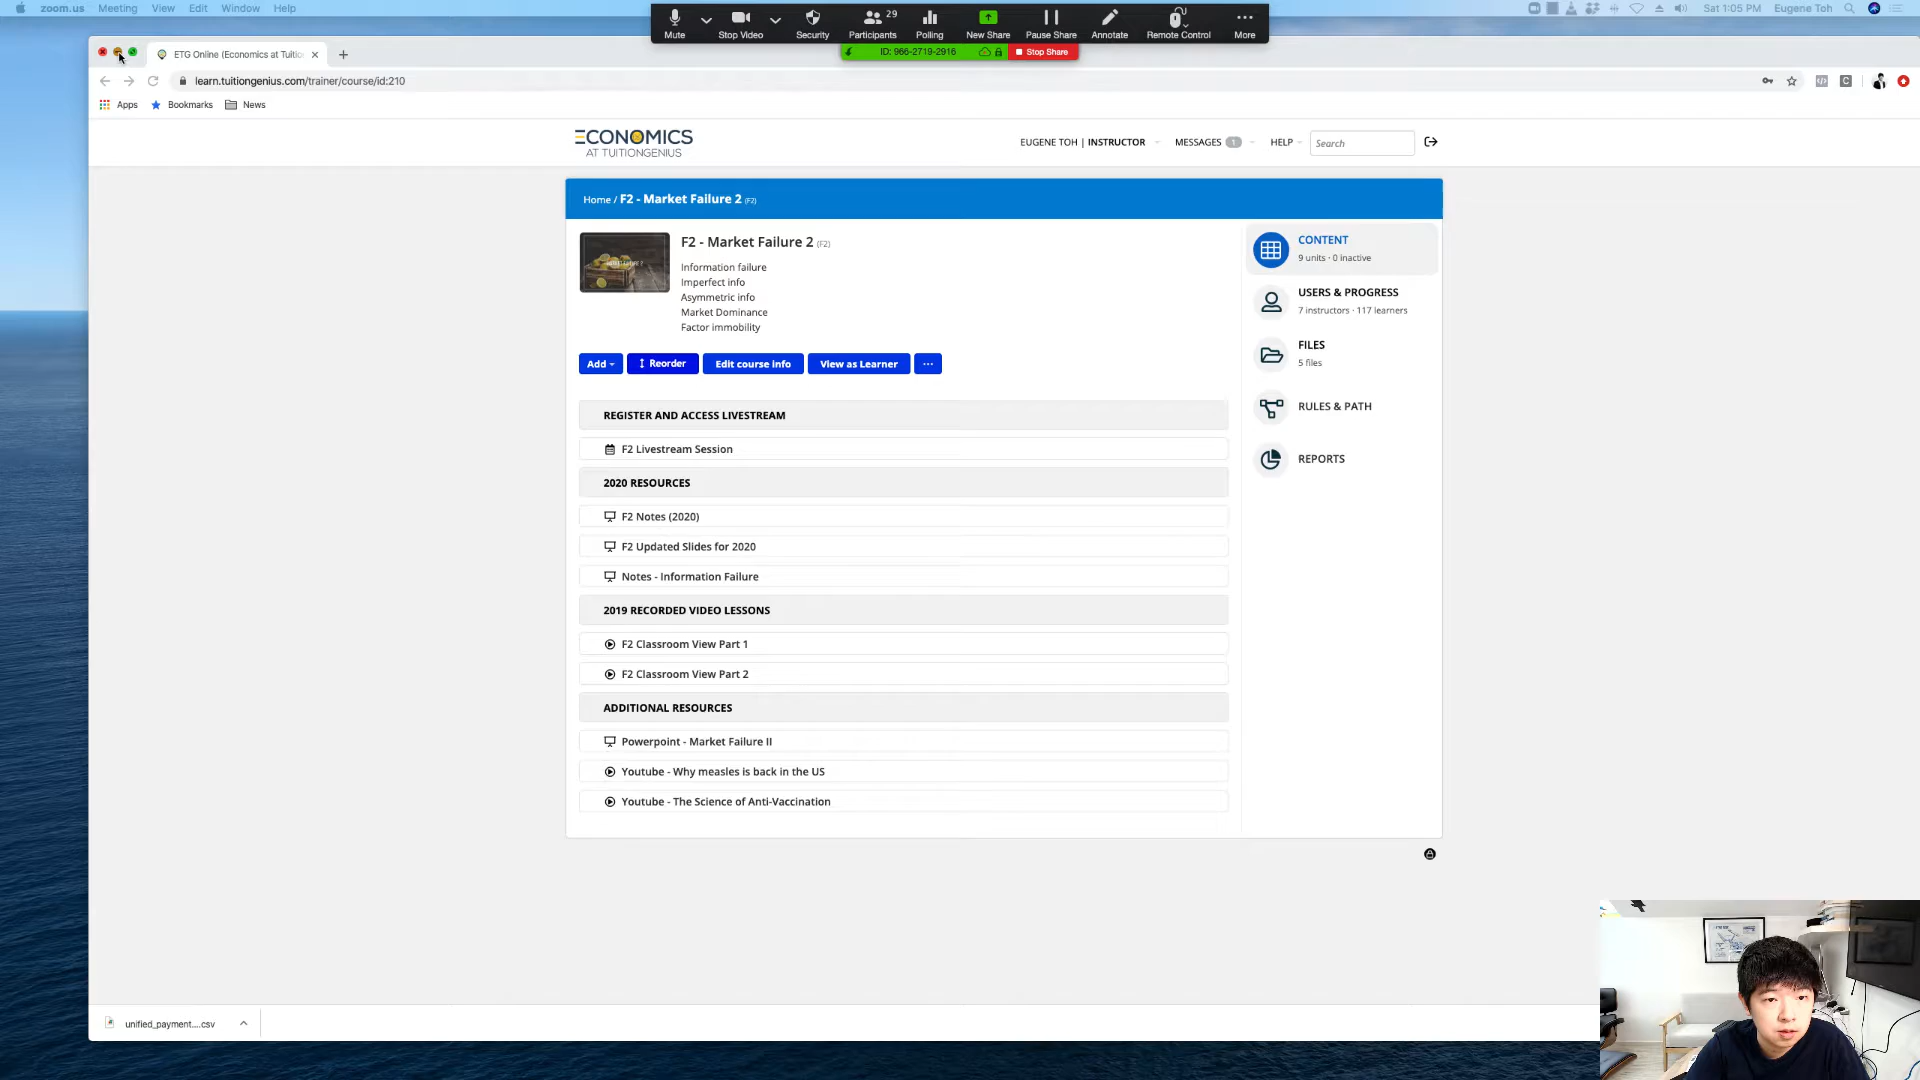 zoom.us Meeting View Edit Window Help
Sat 1:05 PM Eugene Toh
29
Mute Stop Video Security Participants Polling New Share Pause Share Annotate Remote Control More
ID: 966-2719-2916 Stop Share
ETG Online (Economics at Tuitio
learn.tuitiongenius.com/trainer/course/id:210
Apps Bookmarks News
ECONOMICS
AT TUITIONGENIUS
EUGENE TOH | INSTRUCTOR MESSAGES 1 HELP Search
Home / F2 - Market Failure 2 (F2)
F2 - Market Failure 2 (F2)
Information failure
Imperfect info
Asymmetric info
Market Dominance
Factor immobility
Add Reorder Edit course info View as Learner ...
REGISTER AND ACCESS LIVESTREAM
F2 Livestream Session
2020 RESOURCES
F2 Notes (2020)
F2 Updated Slides for 2020
Notes - Information Failure
2019 RECORDED VIDEO LESSONS
F2 Classroom View Part 1
F2 Classroom View Part 2
ADDITIONAL RESOURCES
Powerpoint - Market Failure II
Youtube - Why measles is back in the US
Youtube - The Science of Anti-Vaccination
CONTENT
9 units · 0 inactive
USERS & PROGRESS
7 instructors · 117 learners
FILES
5 files
RULES & PATH
REPORTS
unified_payment....csv